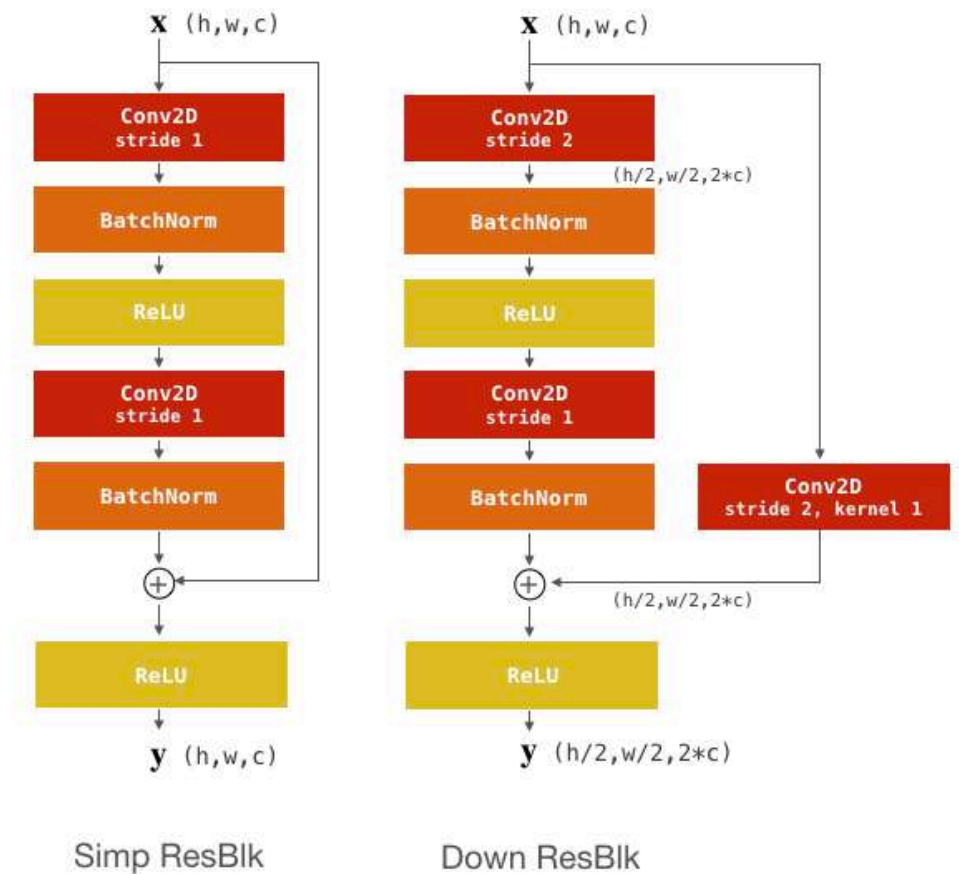 x (h,w,c)
Conv2D
stride 1
BatchNorm
ReLU
Conv2D
stride 1
BatchNorm
+
ReLU
y (h,w,c)
Simp ResBlk
x (h,w,c)
Conv2D
stride 2
(h/2,w/2,2*c)
BatchNorm
ReLU
Conv2D
stride 1
BatchNorm
Conv2D
stride 2, kernel 1
+
(h/2,w/2,2*c)
ReLU
y (h/2,w/2,2*c)
Down ResBlk